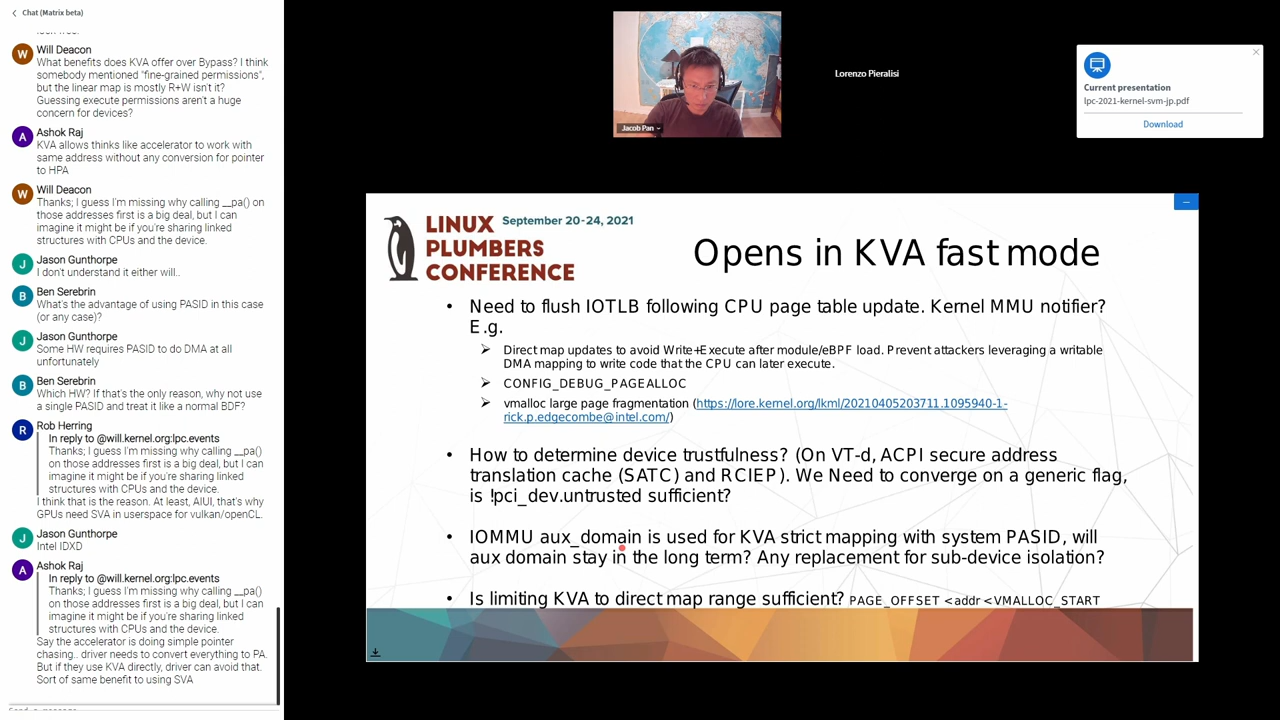 Chat (Matrix beta)
Will Deacon
What benefits does KVA offer over Bypass? I think
somebody mentioned "fine-grained permissions",
but the linear map is mostly R+W isn't it?
Guessing execute permissions aren't a huge
concern for devices?
Ashok Raj
KVA allows thinks like accelerator to work with
same address without any conversion for pointer
to HPA
Will Deacon
Thanks; I guess I'm missing why calling __pa() on
those addresses first is a big deal, but I can
imagine it might be if you're sharing linked
structures with CPUs and the device.
Jason Gunthorpe
I don't understand it either will..
Ben Serebrin
What's the advantage of using PASID in this case
(or any case)?
Jason Gunthorpe
Some HW requires PASID to do DMA at all
unfortunately
Ben Serebrin
Which HW? If that's the only reason, why not use
a single PASID and treat it like a normal BDF?
Rob Herring
In reply to @will.kernel.org:lpc.events
Thanks; I guess I'm missing why calling __pa()
on those addresses first is a big deal, but I can
imagine it might be if you're sharing linked
structures with CPUs and the device.
I think that is the reason. At least, AIUI, that's why
GPUs need SVA in userspace for vulkan/openCL.
Jason Gunthorpe
Intel IDXD
Ashok Raj
In reply to @will.kernel.org:lpc.events
Thanks; I guess I'm missing why calling __pa()
on those addresses first is a big deal, but I can
imagine it might be if you're sharing linked
structures with CPUs and the device.
Say the accelerator is doing simple pointer
chasing.. driver needs to convert everything to PA.
But if they use KVA directly, driver can avoid that.
Sort of same benefit to using SVA
Jacob Pan
Lorenzo Pieralisi
Current presentation
lpc-2021-kernel-svm-jp.pdf
Download
LINUX
PLUMBERS
CONFERENCE
September 20-24, 2021
Opens in KVA fast mode
• Need to flush IOTLB following CPU page table update. Kernel MMU notifier?
E.g.
Direct map updates to avoid Write+Execute after module/eBPF load. Prevent attackers leveraging a writable
DMA mapping to write code that the CPU can later execute.
CONFIG_DEBUG_PAGEALLOC
vmalloc large page fragmentation (https://lore.kernel.org/lkml/20210405203711.1095940-1-
rick.p.edgecombe@intel.com/)
• How to determine device trustfulness? (On VT-d, ACPI secure address
translation cache (SATC) and RCIEP). We Need to converge on a generic flag,
is !pci_dev.untrusted sufficient?
• IOMMU aux_domain is used for KVA strict mapping with system PASID, will
aux domain stay in the long term? Any replacement for sub-device isolation?
• Is limiting KVA to direct map range sufficient? PAGE_OFFSET <addr <VMALLOC_START